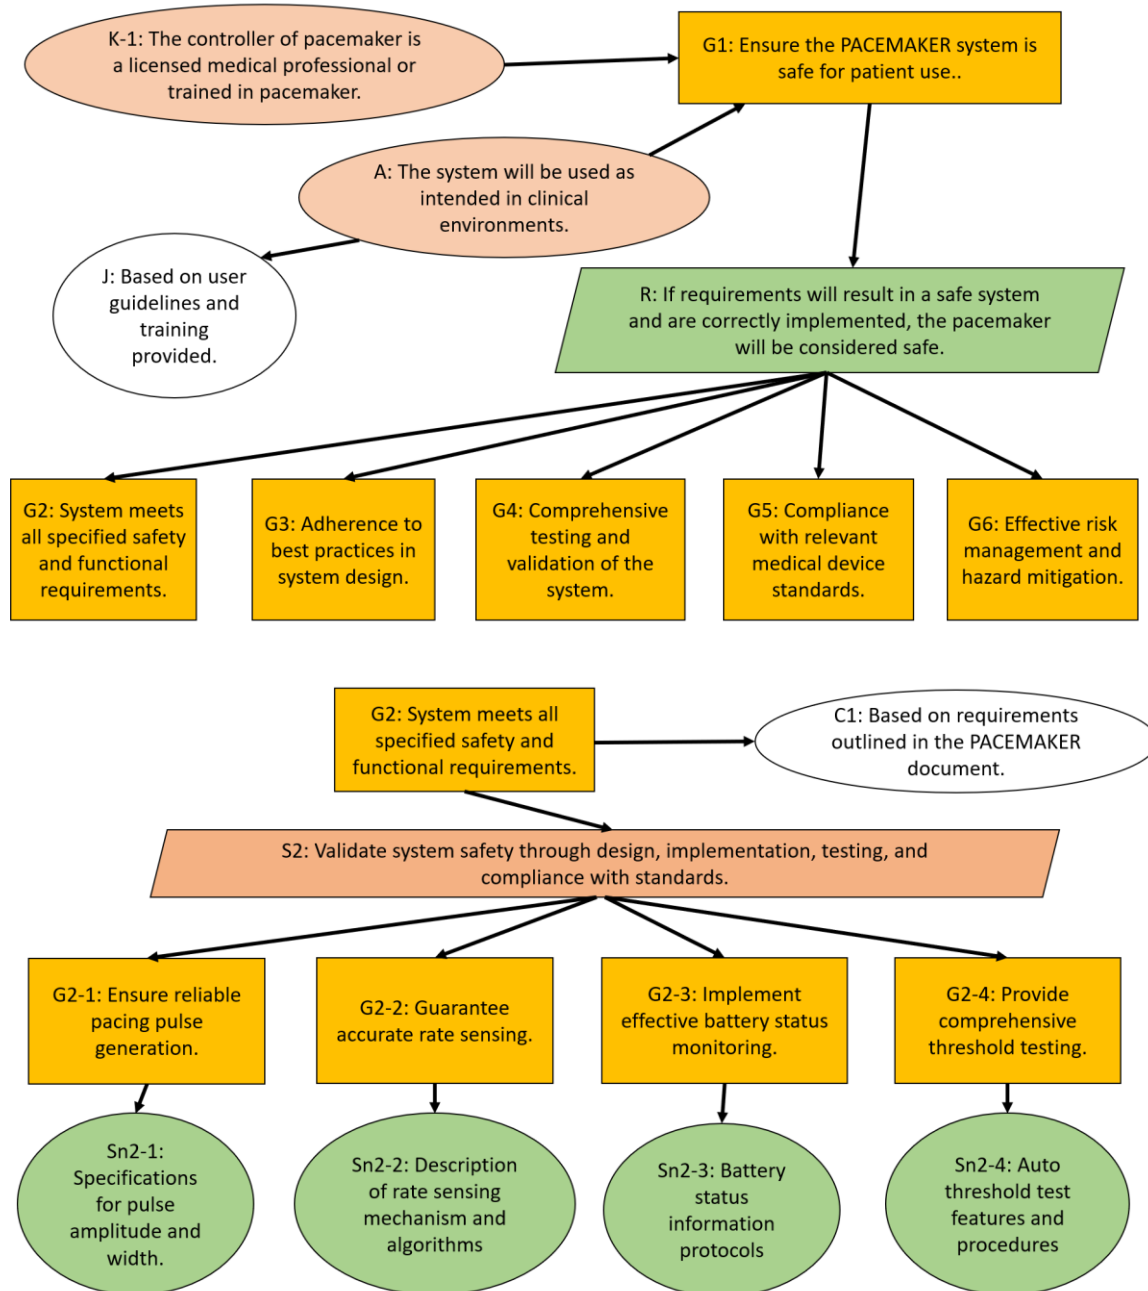 K-1: The controller of pacemaker is
a licensed medical professional or
trained in pacemaker.
G1: Ensure the PACEMAKER system is
safe for patient use..
A: The system will be used as
intended in clinical
environments.
J: Based on user
guidelines and
training
provided.
R: If requirements will result in a safe system
and are correctly implemented, the pacemaker
will be considered safe.
G2: System meets
all specified safety
and functional
requirements.
G3: Adherence to
best practices in
system design.
G4: Comprehensive
testing and
validation of the
system.
G5: Compliance
with relevant
medical device
standards.
G6: Effective risk
management and
hazard mitigation.
G2: System meets all
specified safety and
functional requirements.
C1: Based on requirements
outlined in the PACEMAKER
document.
S2: Validate system safety through design, implementation, testing, and
compliance with standards.
G2-1: Ensure reliable
pacing pulse
generation.
G2-2: Guarantee
accurate rate sensing.
G2-3: Implement
effective battery status
monitoring.
G2-4: Provide
comprehensive
threshold testing.
Sn2-1:
Specifications
for pulse
amplitude and
width.
Sn2-2: Description
of rate sensing
mechanism and
algorithms
Sn2-3: Battery
status
information
protocols
Sn2-4: Auto
threshold test
features and
procedures